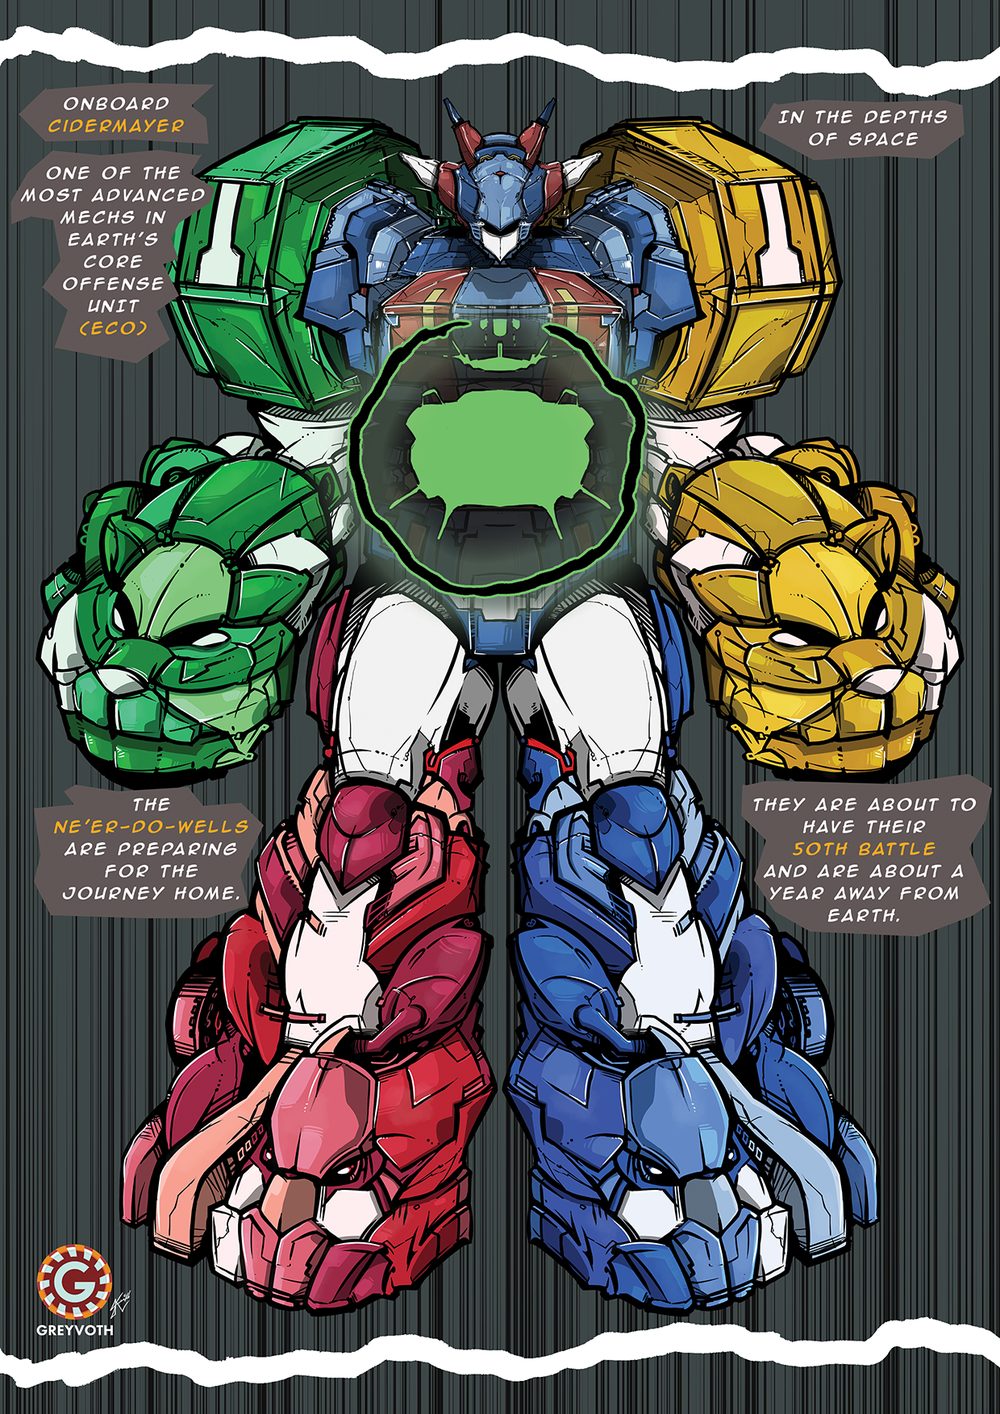 ONBOARD
CIDERMAYER
ONE OF THE
MOST ADVANCED
MECHS IN
EARTH'S
CORE
OFFENSE
UNIT
(ECO)
IN THE DEPTHS
OF SPACE
THE
NE'ER-DO-WELLS
ARE PREPARING
FOR THE
JOURNEY HOME.
THEY ARE ABOUT TO
HAVE THEIR
50TH BATTLE
AND ARE ABOUT A
YEAR AWAY FROM
EARTH.
G
GREYVOTH